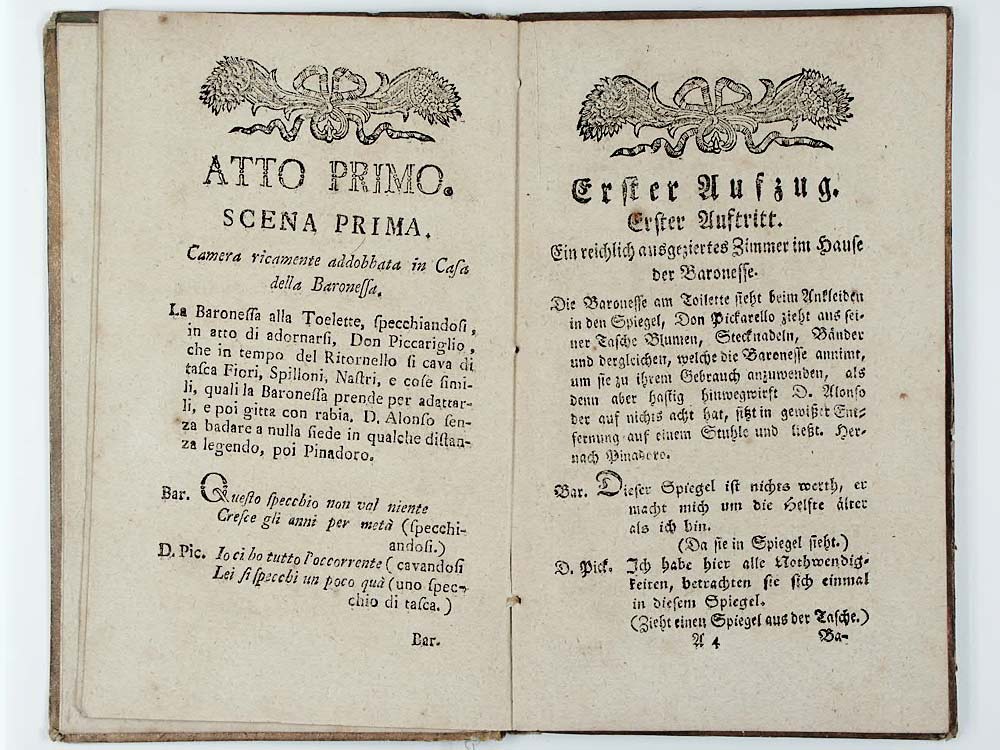 ATTO PRIMO.
SCENA PRIMA.
Camera ricamente addobbata in Caſa
della Baroneſſa.
La Baroneſſa alla Toelette, ſpecchiandoſi,
in atto di adornarſi, Don Piccariglio,
che in tempo del Ritornello ſi cava di
taſca Fiori, Spilloni, Naſtri, e coſe ſimi-
li, quali la Baroneſſa prende per adattar-
li, e poi gitta con rabia. D. Alonſo ſen-
za badare a nulla ſiede in qualche diſtan-
za legendo, poi Pinadoro.
Bar. Queſto ſpecchio non val niente
Creſce gli anni per metà (ſpecchi-
andoſi.)
D. Pic. Io ci ho tutto l'occorrente (cavandoſi
Lei ſi ſpecchi un poco quà (uno ſpec-
chio di taſca.)
Bar.
Erſter Aufzug.
Erſter Auftritt.
Ein reichlich ausgeziertes Zimmer im Hauſe
der Baroneſſe.
Die Baroneſſe am Toilette ſieht beim Ankleiden
in den Spiegel, Don Pickarello zieht aus ſei-
ner Taſche Blumen, Stecknadeln, Bänder
und dergleichen, welche die Baroneſſe annimt,
um ſie zu ihrem Gebrauch anzuwenden, als
denn aber haſtig hinwegwirft D. Alonſo
der auf nichts acht hat, ſitzt in gewißer Ent-
fernung auf einem Stuhle und ließt. Her-
nach Pinadoro.
Bar. Dieſer Spiegel iſt nichts werth, er
macht mich um die Helfte älter
als ich bin.
(Da ſie in Spiegel ſieht.)
D. Pick. Ich habe hier alle Nothwendig-
keiten, betrachten ſie ſich einmal
in dieſem Spiegel.
(Zieht einen Spiegel aus der Taſche.)
A 4 Ba-